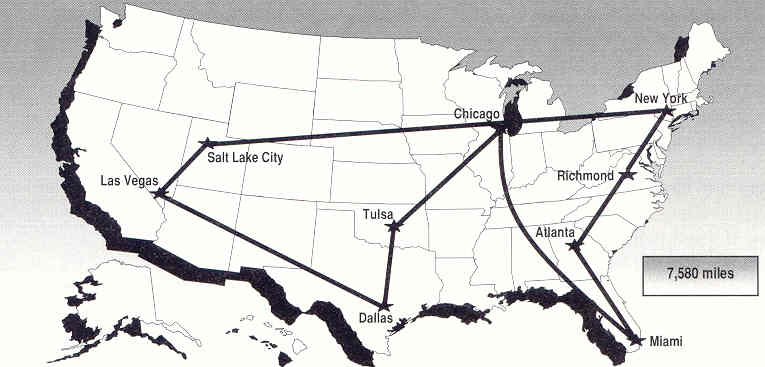 New York
Chicago
Salt Lake City
Richmond
Las Vegas
Tulsa
Atlanta
7,580 miles
Dallas
Miami